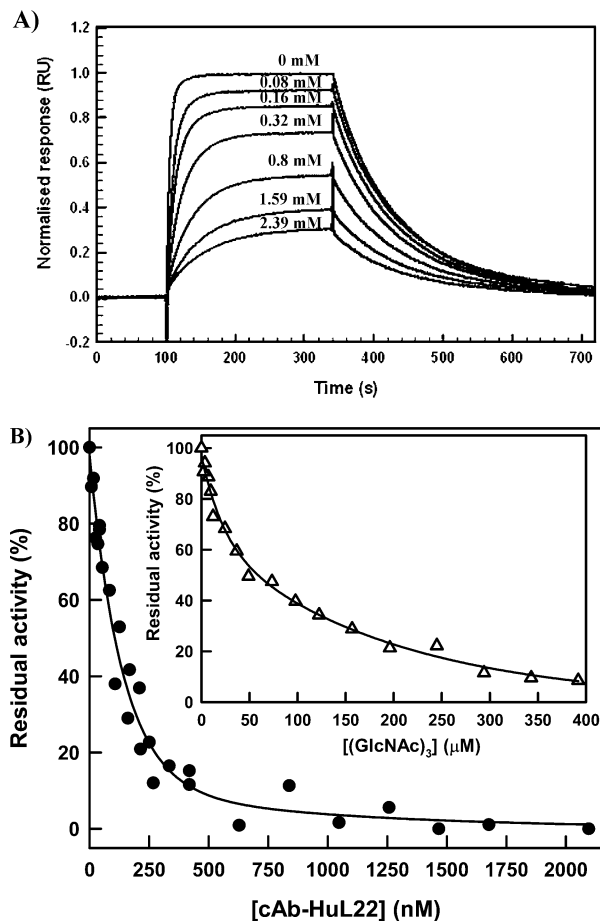 A)
Normalised response (RU)
1.2
1.0
0.8
0.6
0.4
0.2
0.0
-0.2
0 mM
0.08 mM
0.16 mM
0.32 mM
0.8 mM
1.59 mM
2.39 mM
0 100 200 300 400 500 600 700
Time (s)
B)
Residual activity (%)
100
80
60
40
20
0
0 250 500 750 1000 1250 1500 1750 2000
[cAb-HuL22] (nM)
Residual activity (%)
100
80
60
40
20
0
0 50 100 150 200 250 300 350 400
[(GlcNAc)3] (μM)